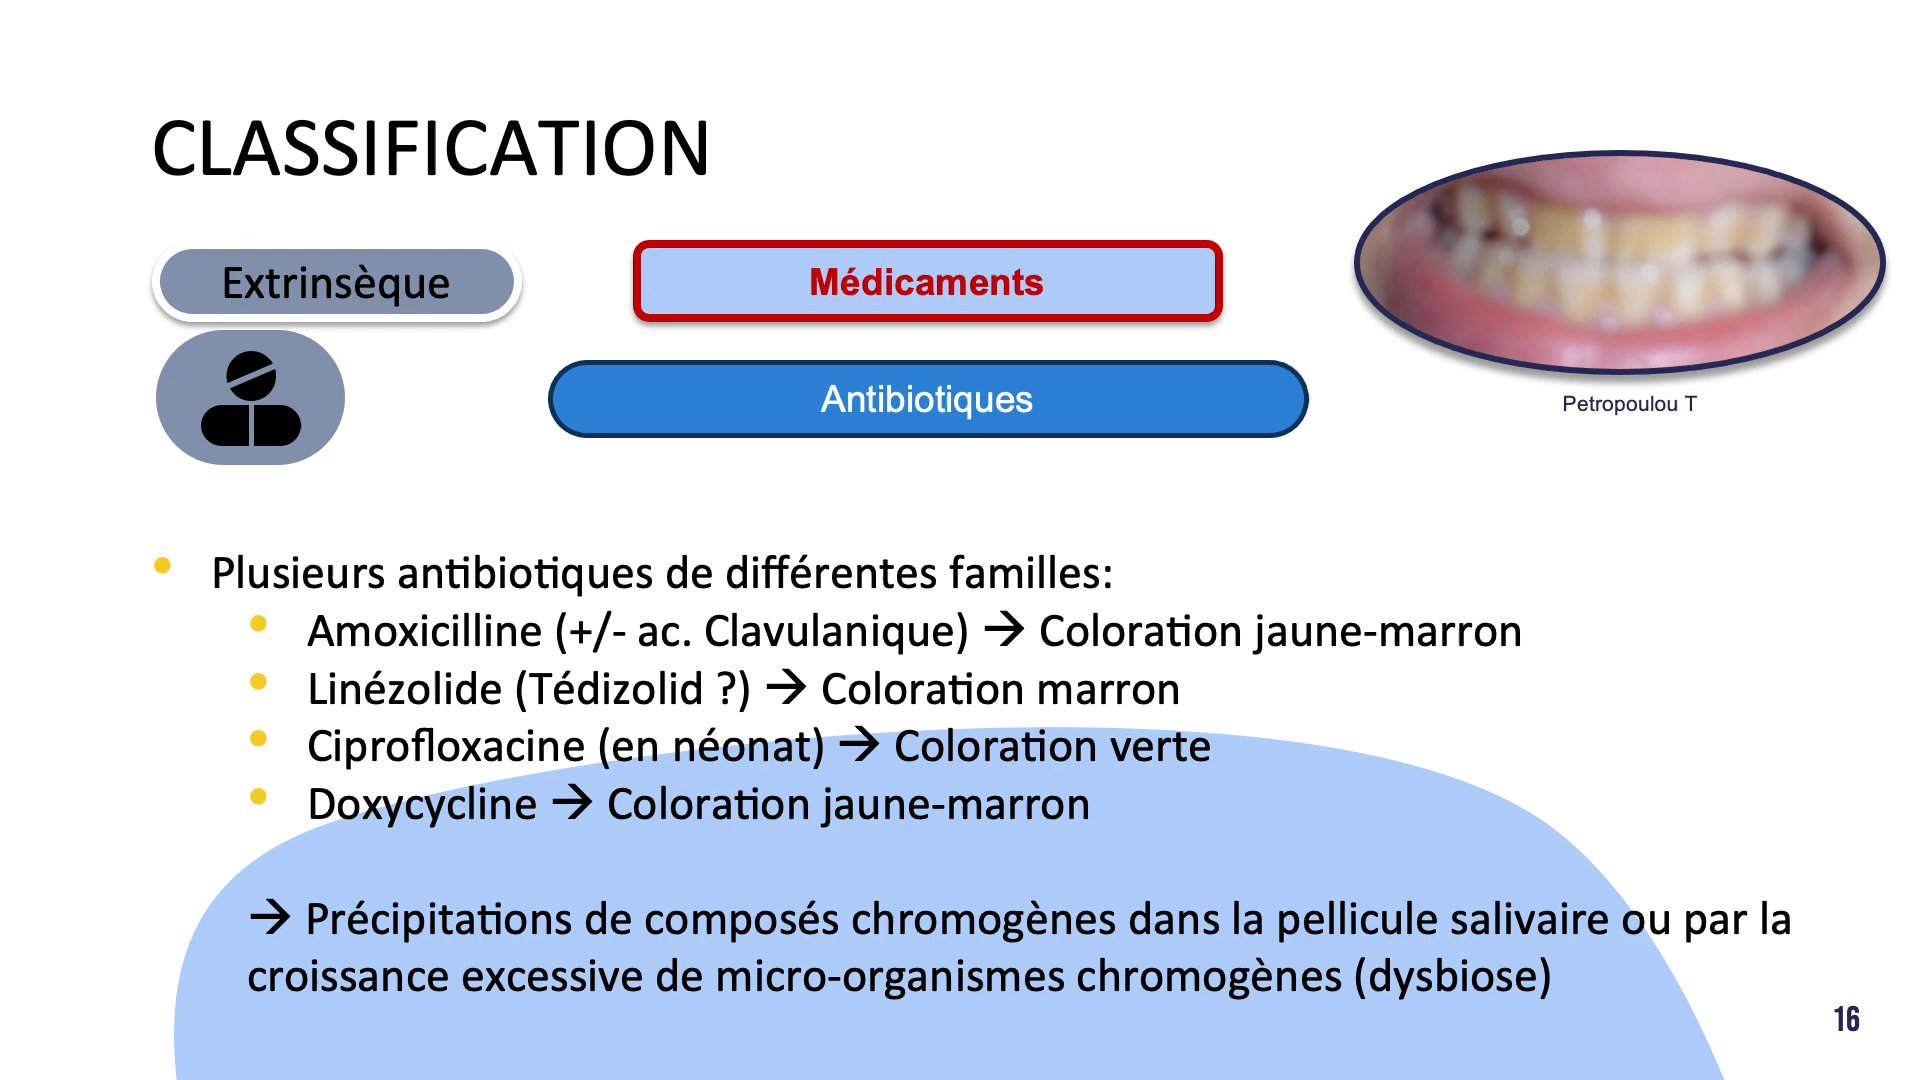 CLASSIFICATION
Extrinsèque
Médicaments
Antibiotiques
Petropoulou T
• Plusieurs antibiotiques de différentes familles:
• Amoxicilline (+/- ac. Clavulanique) → Coloration jaune-marron
• Linézolide (Tédizolid ?) → Coloration marron
• Ciprofloxacine (en néonat) → Coloration verte
• Doxycycline → Coloration jaune-marron
→ Précipitations de composés chromogènes dans la pellicule salivaire ou par la
croissance excessive de micro-organismes chromogènes (dysbiose)
16